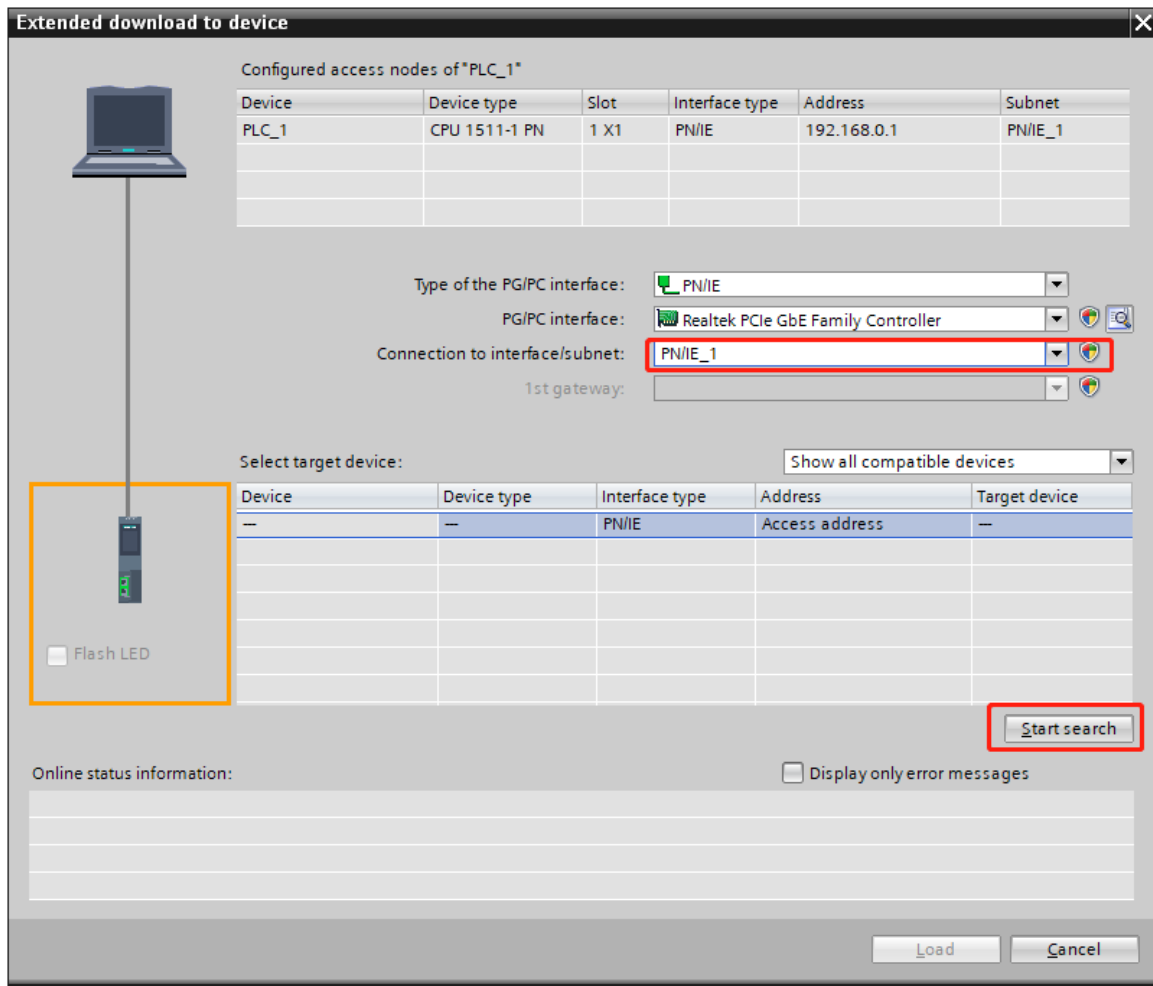 Extended download to device
Configured access nodes of "PLC_1"
Device Device type Slot Interface type Address Subnet
PLC_1 CPU 1511-1 PN 1 X1 PN/IE 192.168.0.1 PN/IE_1
Type of the PG/PC interface: PN/IE
PG/PC interface: Realtek PCIe GbE Family Controller
Connection to interface/subnet: PN/IE_1
1st gateway:
Select target device: Show all compatible devices
Device Device type Interface type Address Target device
— — PN/IE Access address —
Flash LED
Start search
Online status information: Display only error messages
Load Cancel